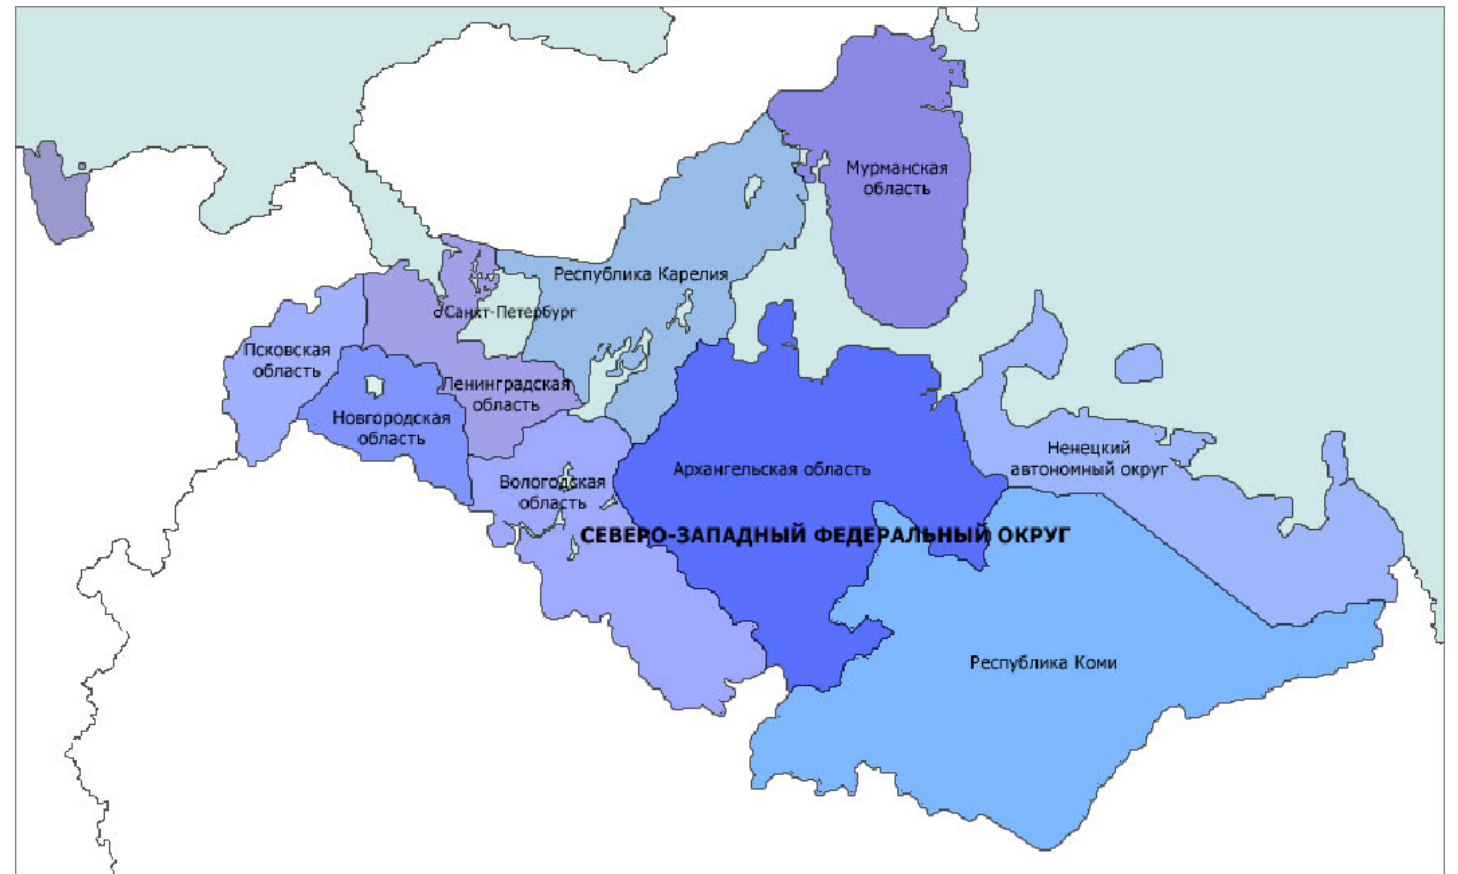 Мурманская
область
Республика Карелия
Санкт-Петербург
Псковская
область
Ленинградская
область
Новгородская
область
Ненецкий
автономный округ
Архангельская область
Вологодская
область
СЕВЕРО-ЗАПАДНЫЙ ФЕДЕРАЛЬНЫЙ ОКРУГ
Республика Коми